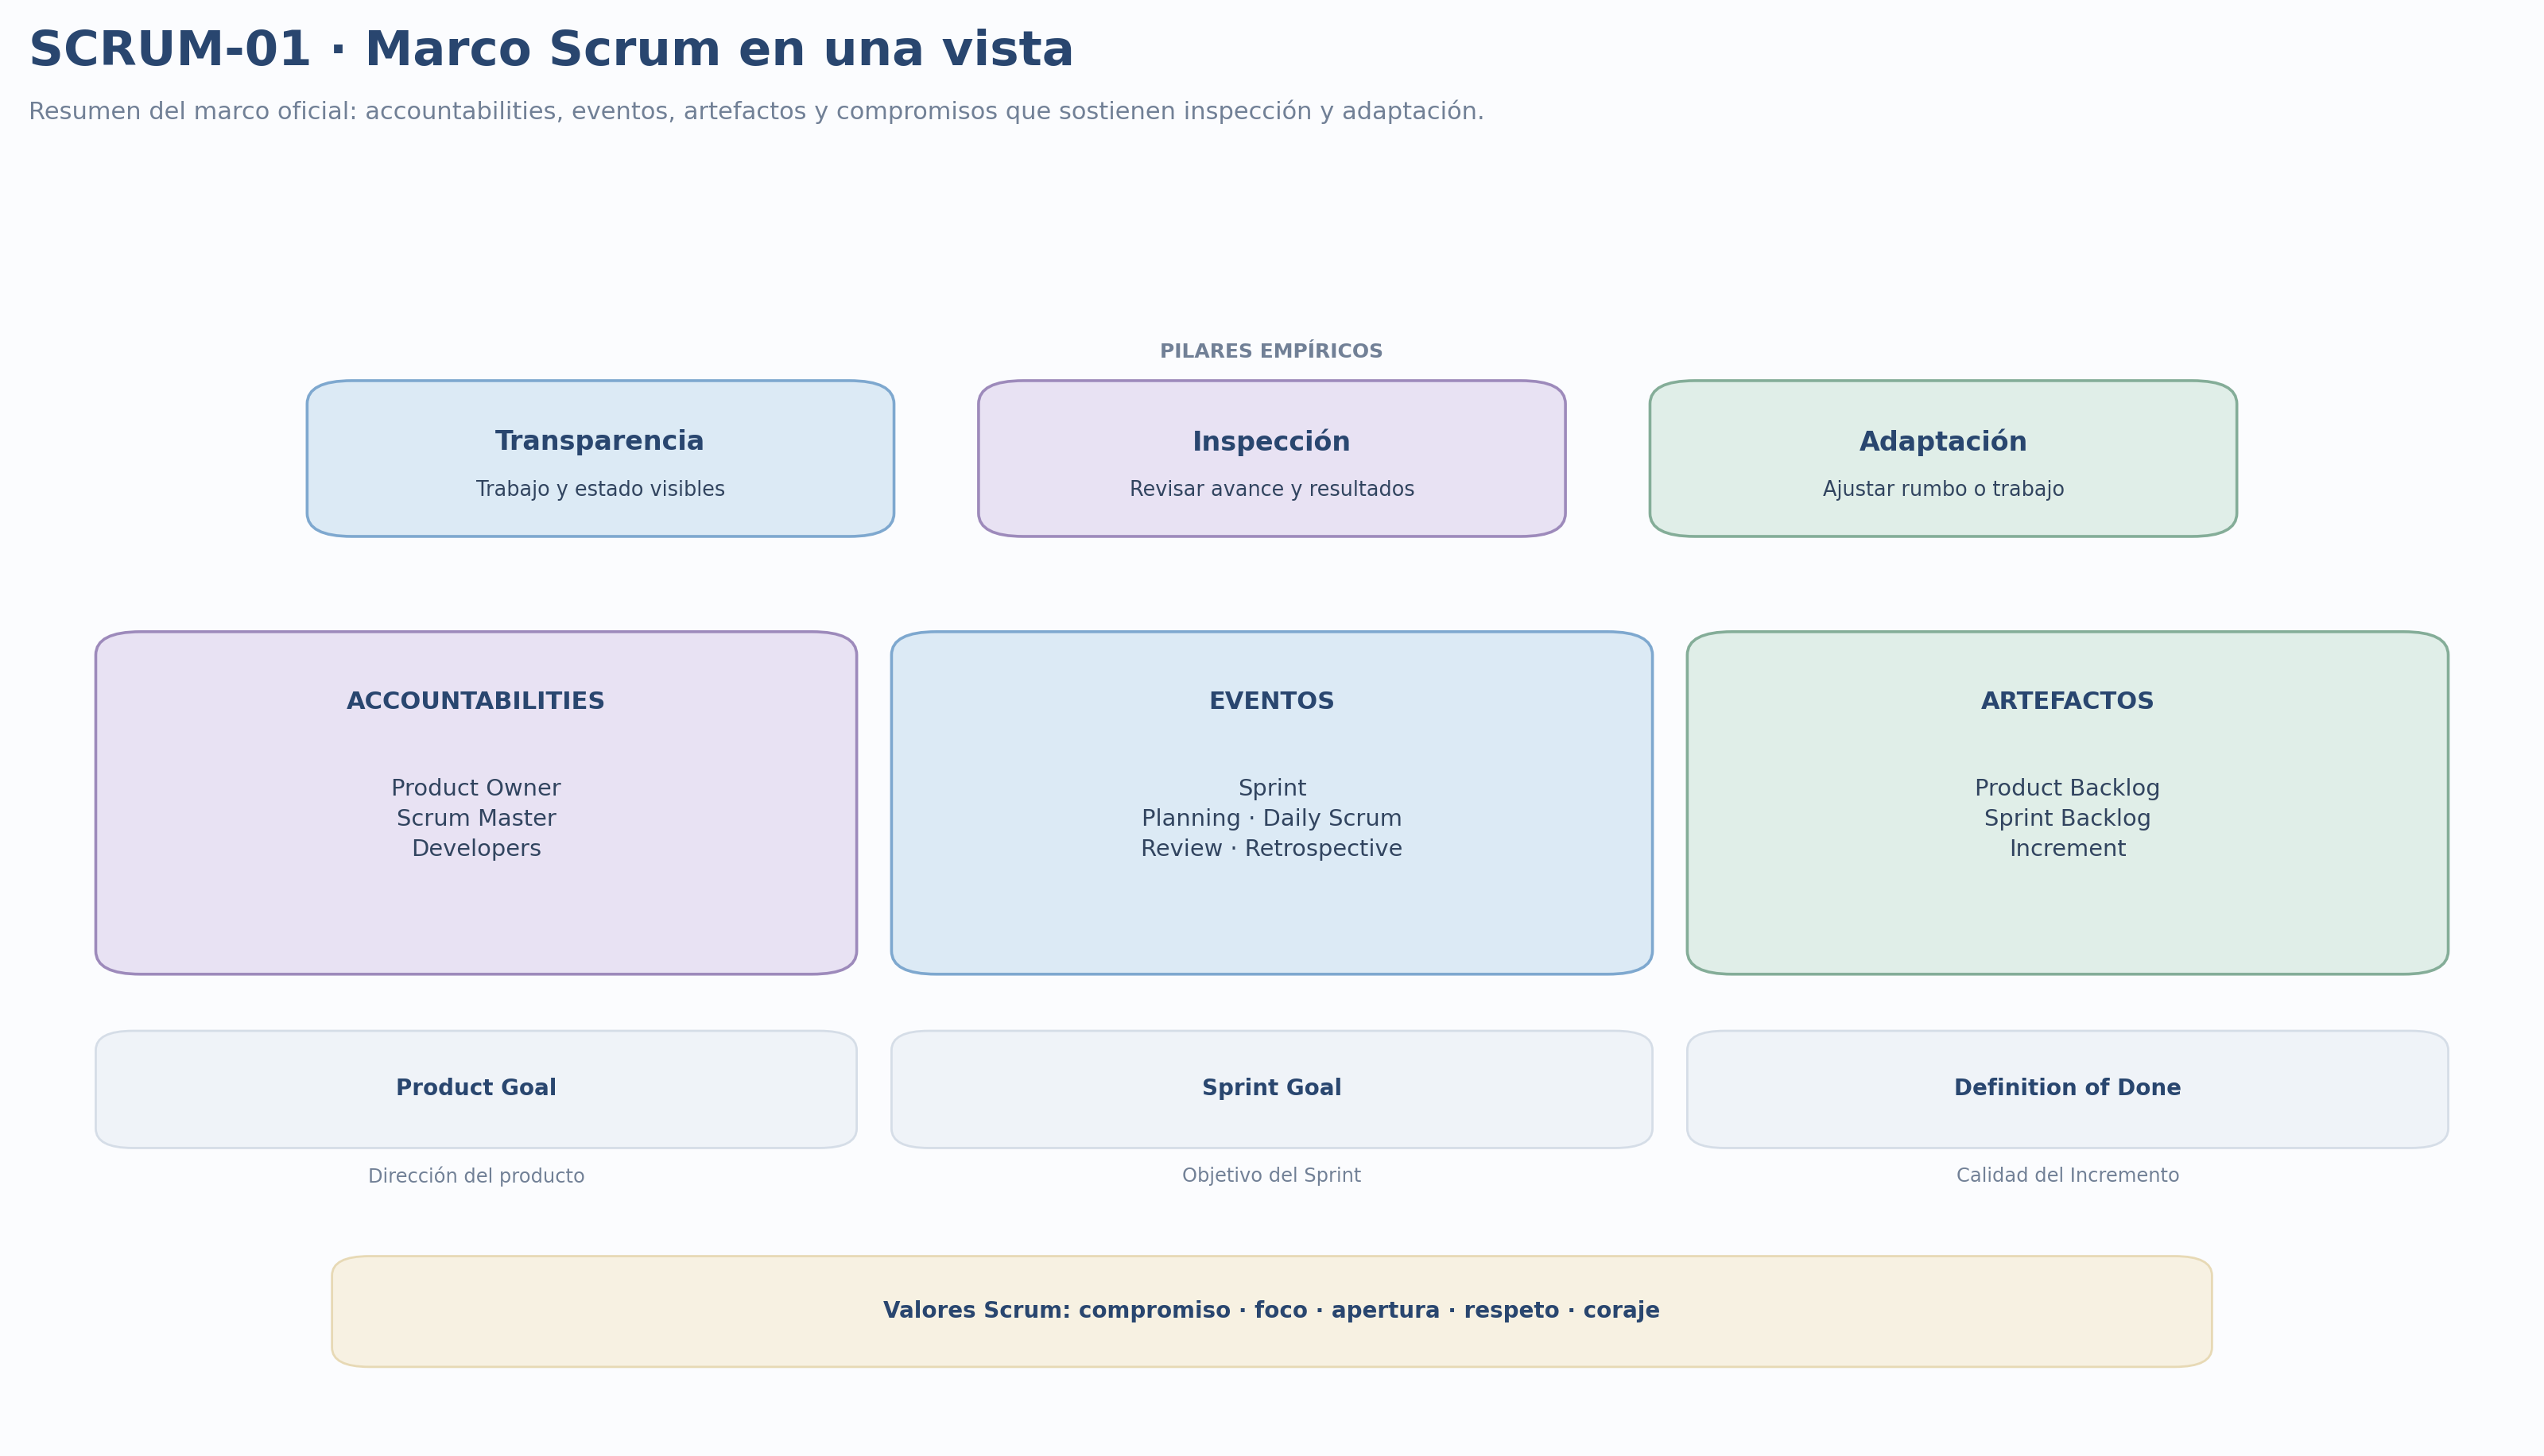 SCRUM-01 · Marco Scrum en una vista
Resumen del marco oficial: accountabilities, eventos, artefactos y compromisos que sostienen inspección y adaptación.
PILARES EMPÍRICOS
Transparencia
Trabajo y estado visibles
Inspección
Revisar avance y resultados
Adaptación
Ajustar rumbo o trabajo
ACCOUNTABILITIES
Product Owner
Scrum Master
Developers
EVENTOS
Sprint
Planning · Daily Scrum
Review · Retrospective
ARTEFACTOS
Product Backlog
Sprint Backlog
Increment
Product Goal
Dirección del producto
Sprint Goal
Objetivo del Sprint
Definition of Done
Calidad del Incremento
Valores Scrum: compromiso · foco · apertura · respeto · coraje